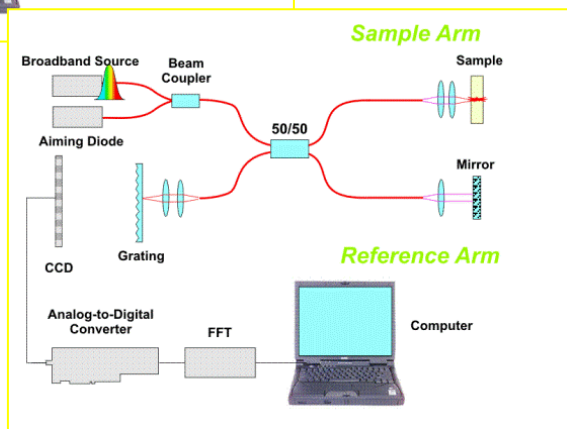 Sample Arm
Broadband Source
Beam
Coupler
Sample
50/50
Aiming Diode
Mirror
Grating
CCD
Reference Arm
Analog-to-Digital
Converter
FFT
Computer